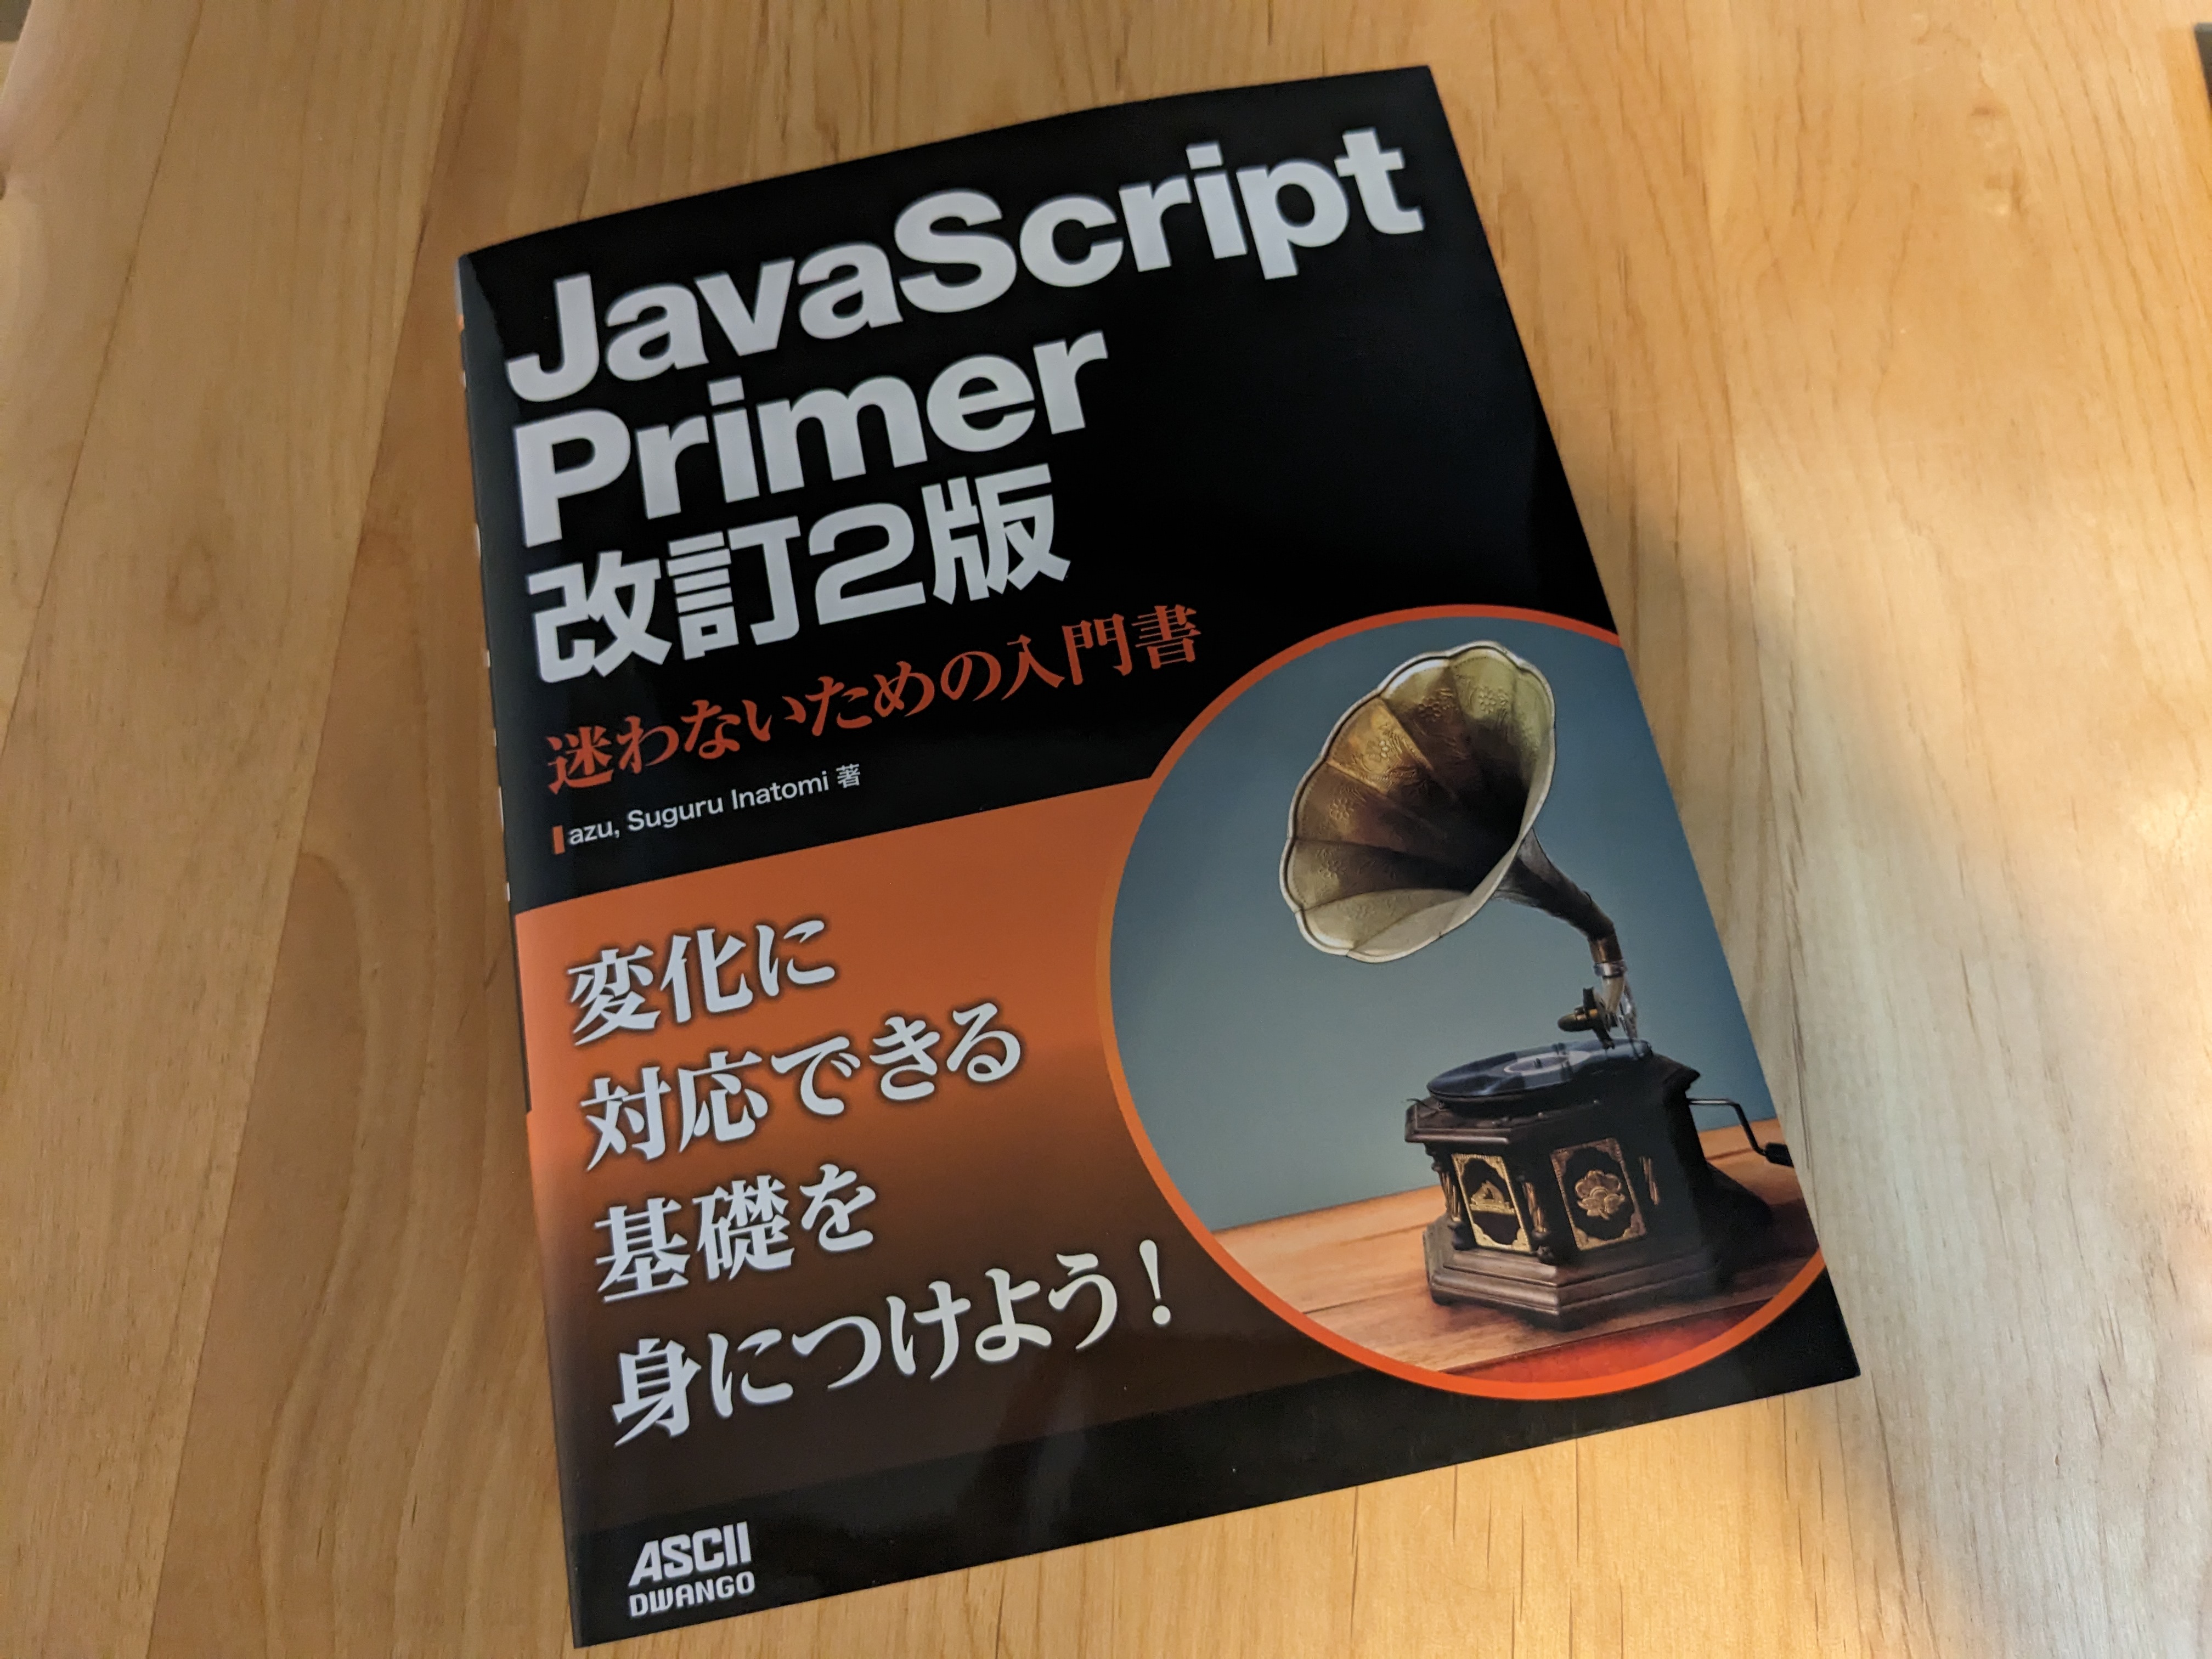 JavaScript
Primer
改訂2版
迷わないための入門書
azu, Suguru Inatomi 著
変化に
対応できる
基礎を
身につけよう！
ASCII
DWANGO